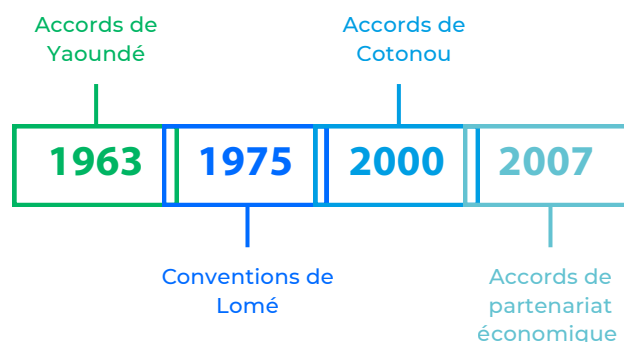 Accords de
Yaoundé
Accords de
Cotonou
1963
1975
2000
2007
Conventions de
Lomé
Accords de
partenariat
économique